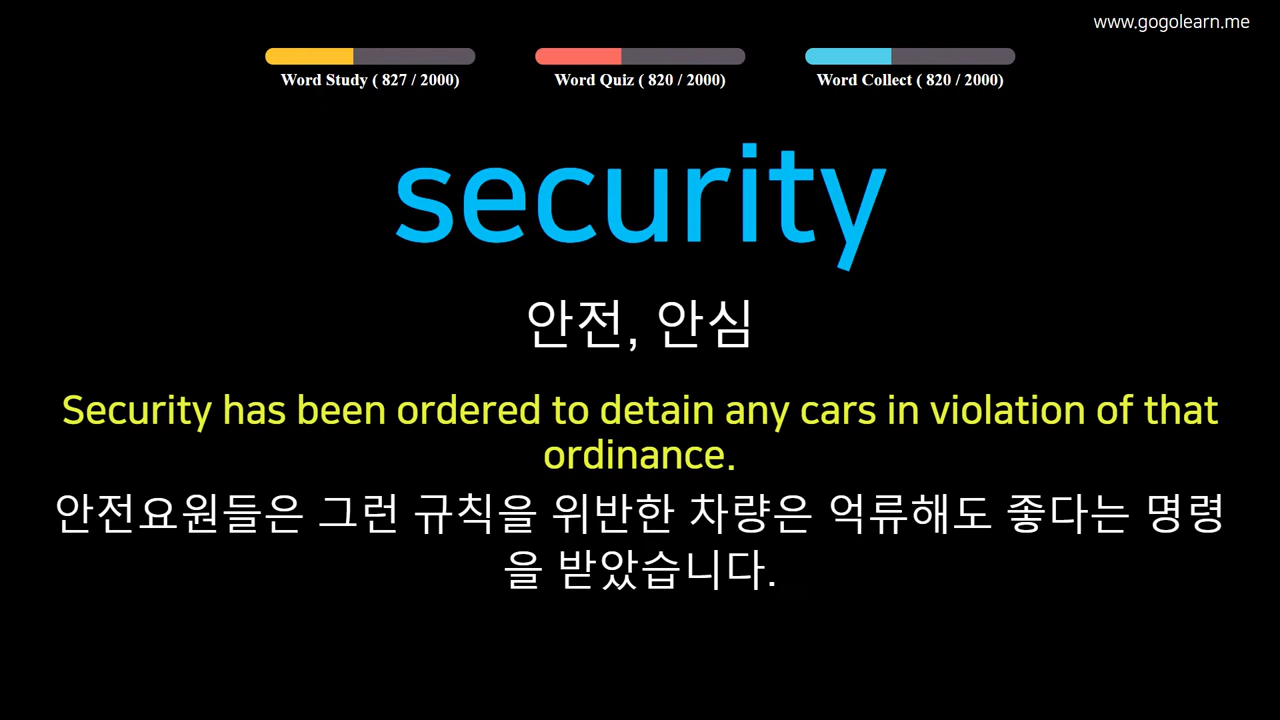 www.gogolearn.me
Word Study ( 827 / 2000)
Word Quiz ( 820 / 2000)
Word Collect ( 820 / 2000)
security
안전, 안심
Security has been ordered to detain any cars in violation of that
ordinance.
안전요원들은 그런 규칙을 위반한 차량은 억류해도 좋다는 명령
을 받았습니다.